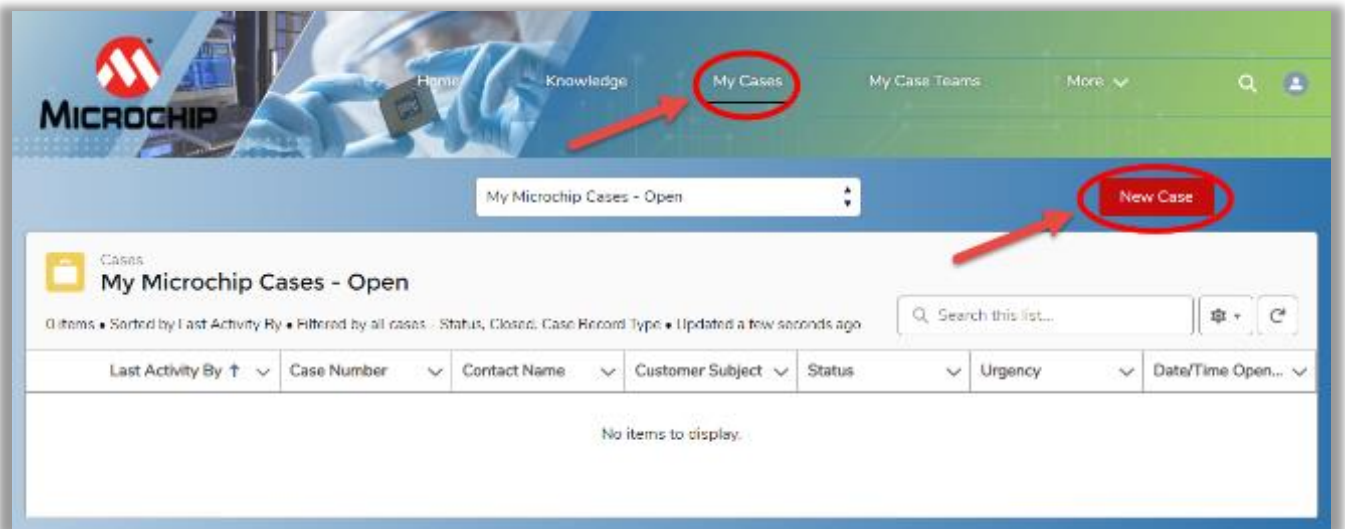 Home Knowledge My Cases My Case Teams More
MICROCHIP
My Microchip Cases - Open
New Case
Cases
My Microchip Cases - Open
0 items • Sorted by Last Activity By • Filtered by all cases - Status, Closed, Case Record Type • Updated a few seconds ago
Search this list...
Last Activity By Case Number Contact Name Customer Subject Status Urgency Date/Time Open...
No items to display.